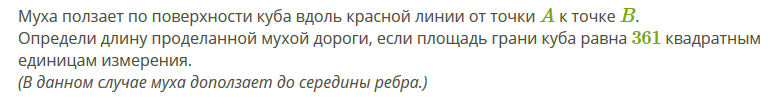 Муха ползает по поверхности куба вдоль красной линии от точки A к точке B.
Определи длину проделанной мухой дороги, если площадь грани куба равна 361 квадратным
единицам измерения.
(В данном случае муха доползает до середины ребра.)